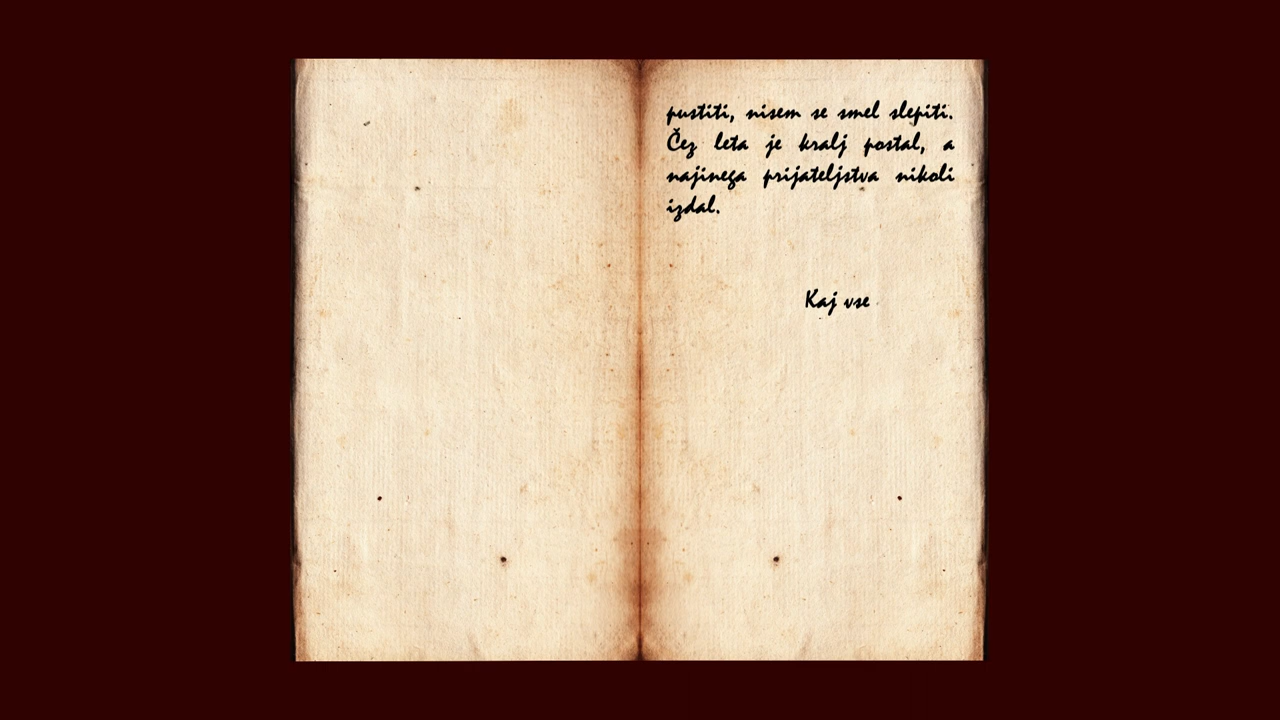 pustiti, nisem se smel slepiti.
Čez leta je kralj postal, a
najinega prijateljstva nikoli
izdal.
Kaj vse